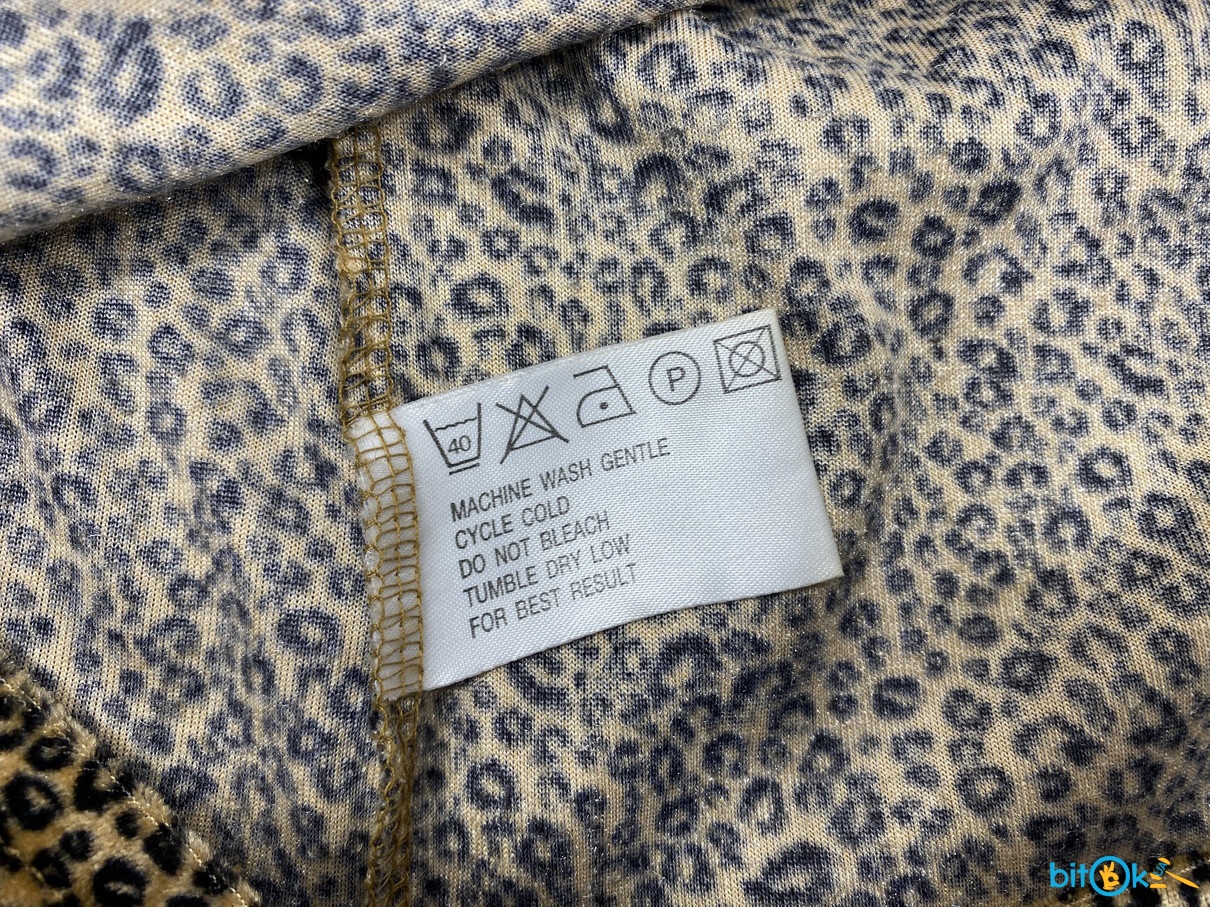 40
P
MACHINE WASH GENTLE
CYCLE COLD
DO NOT BLEACH
TUMBLE DRY LOW
FOR BEST RESULT
bitOk